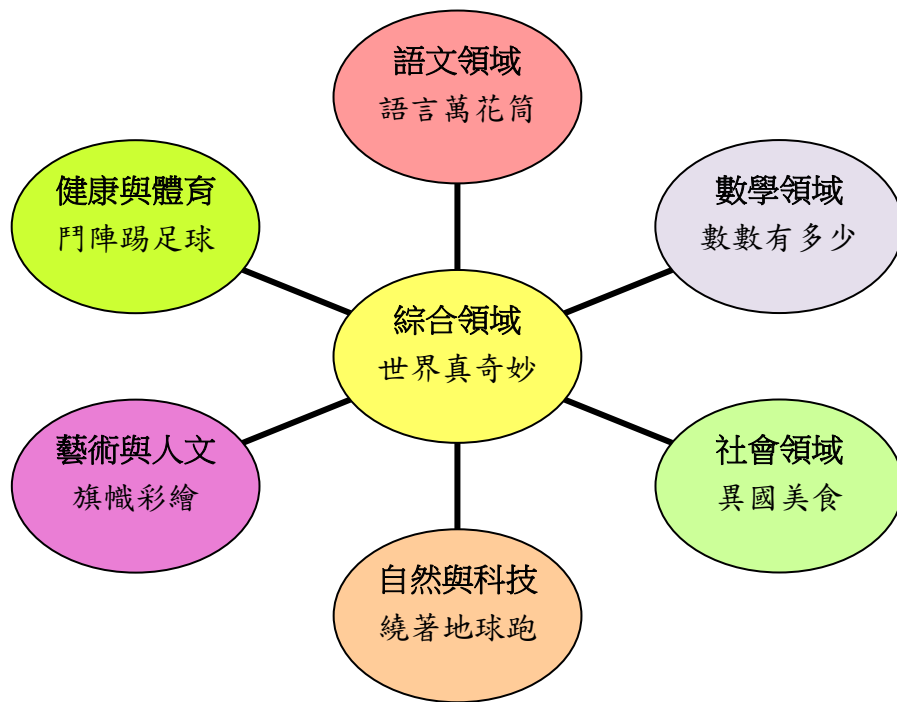 語文領域
語言萬花筒
健康與體育
鬥陣踢足球
數學領域
數數有多少
綜合領域
世界真奇妙
藝術與人文
旗幟彩繪
社會領域
異國美食
自然與科技
繞著地球跑